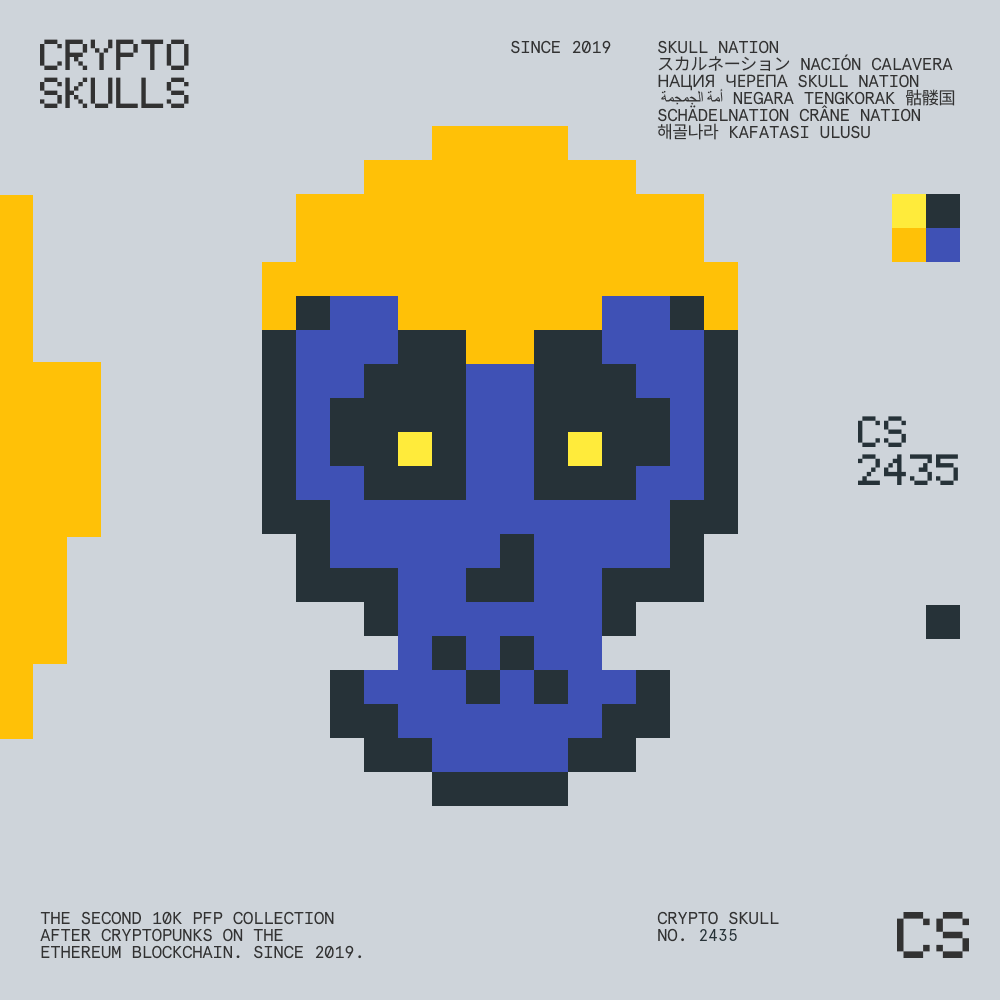 CRYPTO
SKULLS
SINCE 2019
SKULL NATION
スカルネーション NACIÓN CALAVERA
НАЦИЯ ЧЕРЕПА SKULL NATION
أمة الجمجمة NEGARA TENGKORAK 骷髅国
SCHÄDELNATION CRÂNE NATION
해골나라 KAFATASI ULUSU
CS
2435
THE SECOND 10K PFP COLLECTION
AFTER CRYPTOPUNKS ON THE
ETHEREUM BLOCKCHAIN. SINCE 2019.
CRYPTO SKULL
NO. 2435
CS